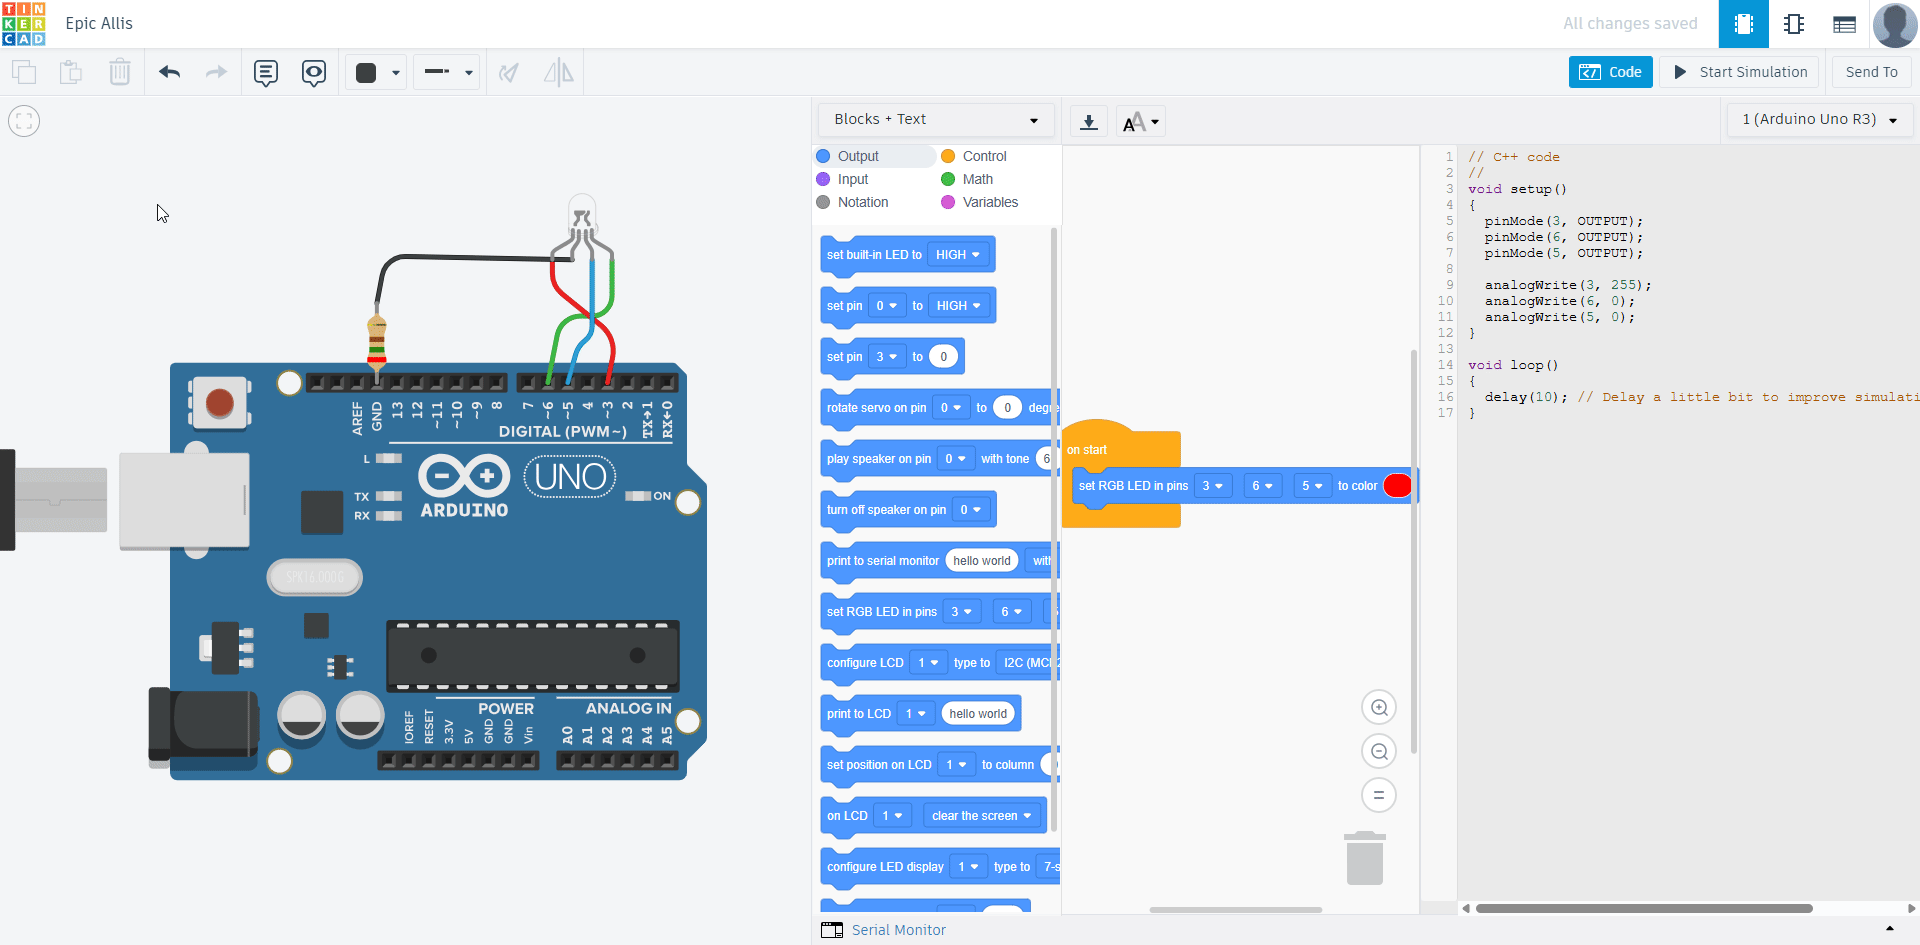 TIN
KER
CAD
Epic Allis
All changes saved
Code
Start Simulation
Send To
Blocks + Text
1 (Arduino Uno R3)
Output
Control
Input
Math
Notation
Variables
set built-in LED to HIGH
set pin 0 to HIGH
set pin 3 to 0
rotate servo on pin 0 to 0 degre
play speaker on pin 0 with tone 6
turn off speaker on pin 0
print to serial monitor hello world with
set RGB LED in pins 3 6
configure LCD 1 type to I2C (MCP2
print to LCD 1 hello world
set position on LCD 1 to column
on LCD 1 clear the screen
configure LED display 1 type to 7-s
on start
set RGB LED in pins 3 6 5 to color
1 // C++ code
2 //
3 void setup()
4 {
5 pinMode(3, OUTPUT);
6 pinMode(6, OUTPUT);
7 pinMode(5, OUTPUT);
8
9 analogWrite(3, 255);
10 analogWrite(6, 0);
11 analogWrite(5, 0);
12 }
13
14 void loop()
15 {
16 delay(10); // Delay a little bit to improve simulati
17 }
AREF GND 13 12 ~11 ~10 ~9 8 7 ~6 ~5 4 ~3 2 TX→1 RX←0
DIGITAL (PWM~)
L
TX
RX
ARDUINO
UNO
ON
SPK16.000G
POWER
ANALOG IN
IOREF RESET 3.3V 5V GND GND Vin A0 A1 A2 A3 A4 A5
Serial Monitor